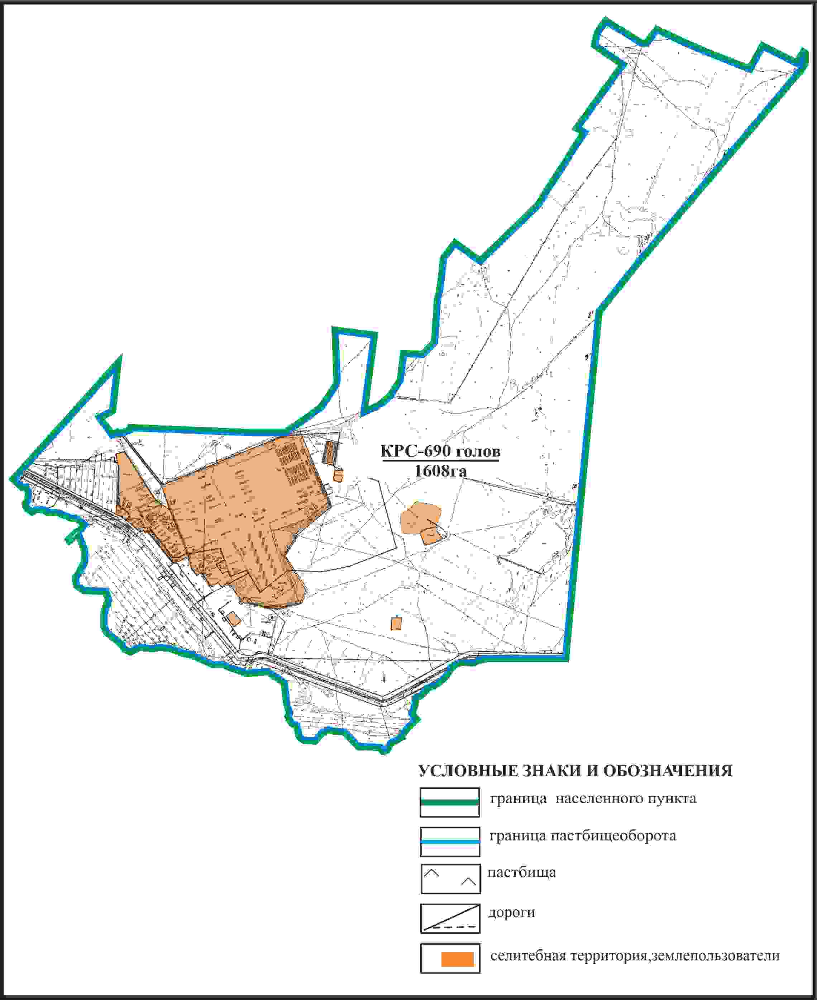 КРС-690 голов
1608га
УСЛОВНЫЕ ЗНАКИ И ОБОЗНАЧЕНИЯ
граница населенного пункта
граница пастбищеоборота
пастбища
дороги
селитебная территория,землепользователи